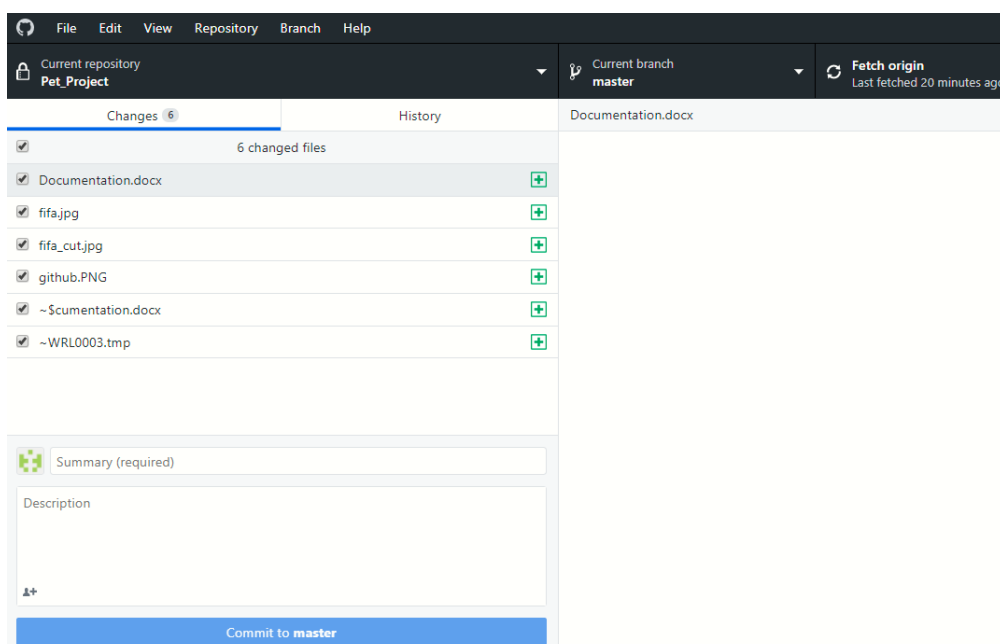 File Edit View Repository Branch Help
Current repository
Pet_Project
Current branch
master
Fetch origin
Last fetched 20 minutes ago
Changes 6
History
Documentation.docx
6 changed files
Documentation.docx
fifa.jpg
fifa_cut.jpg
github.PNG
~$cumentation.docx
~WRL0003.tmp
Summary (required)
Description
Commit to master